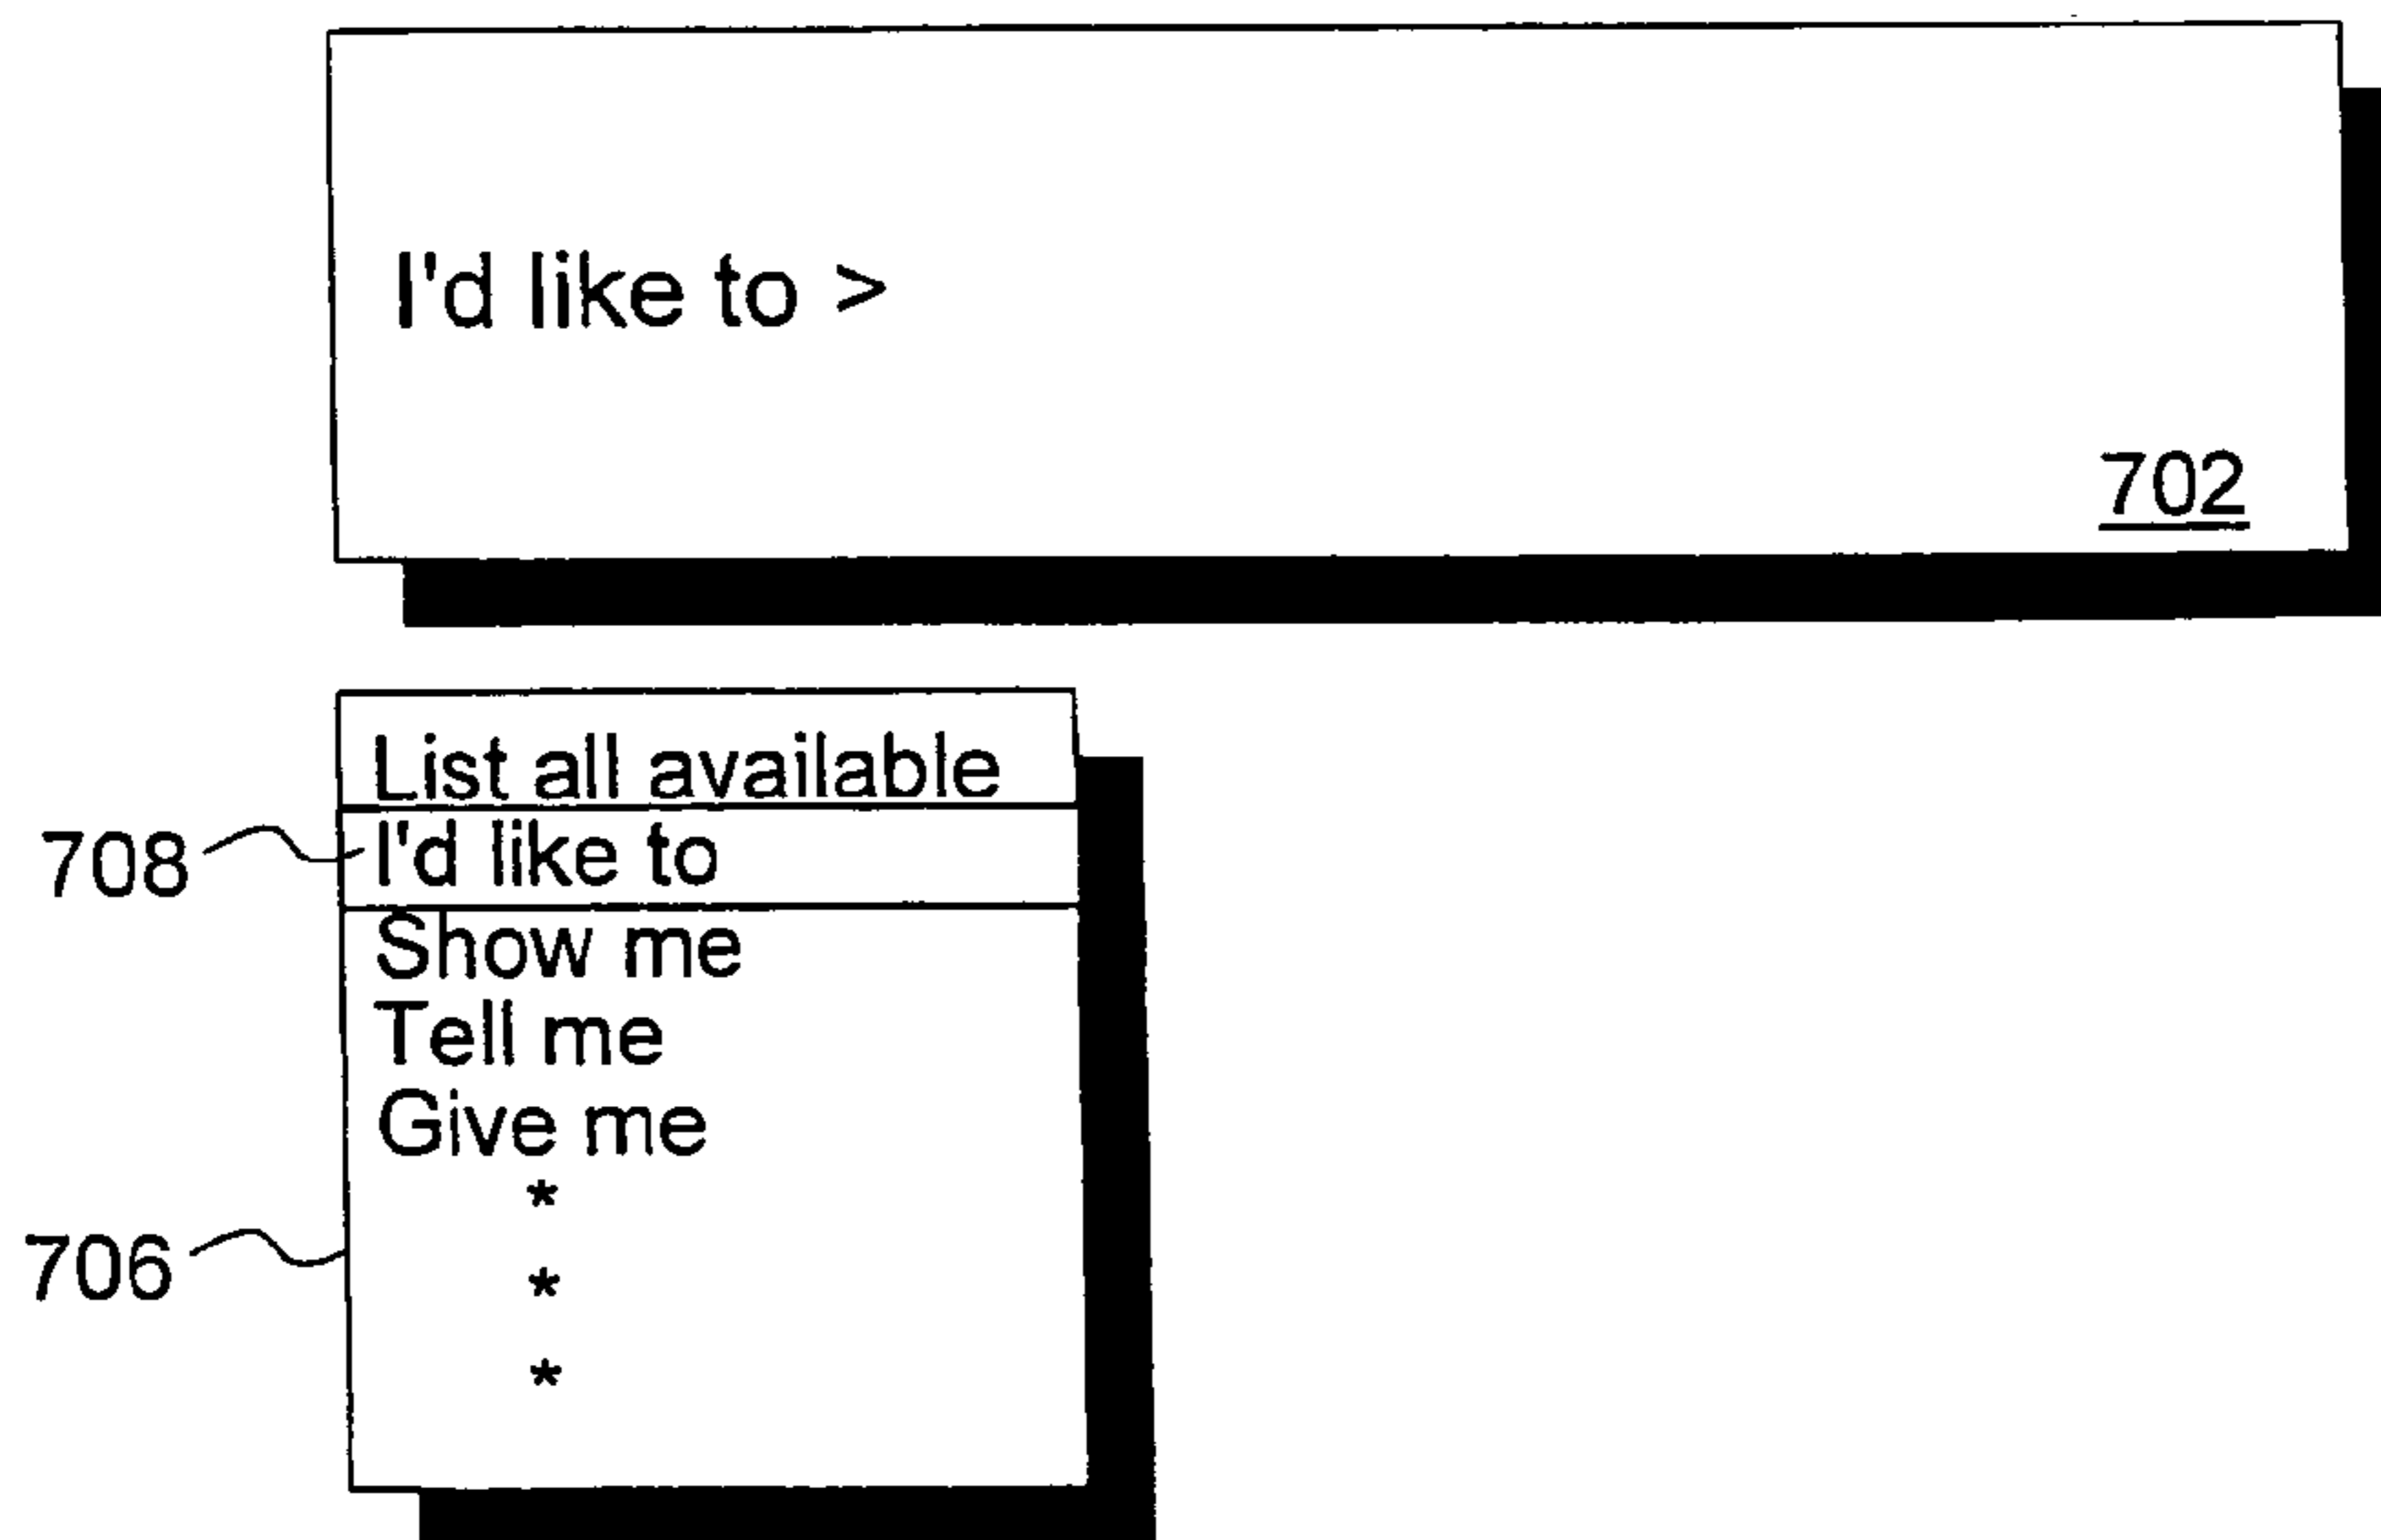 I'd like to >
702
List all available
708 I'd like to
Show me
Tell me
Give me
*
706
*
*